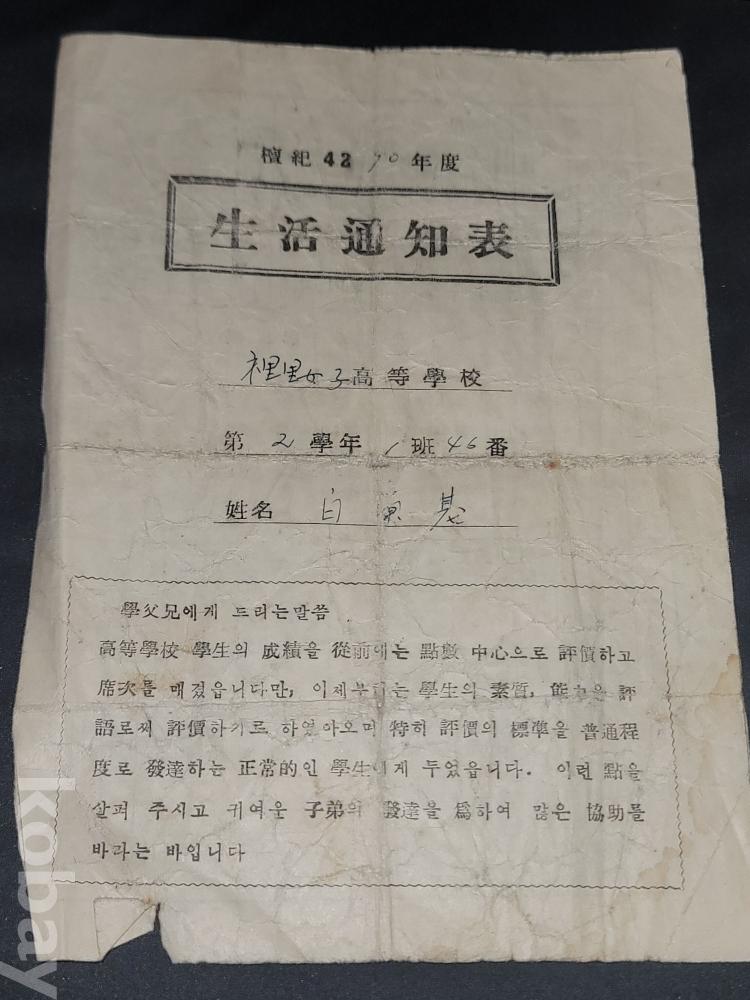 檀紀 4290年度
生活通知表
裡里女子高等學校
第 2 學年 1 班 46 番
姓名 白 基
學父兄에게 드리는말씀
高等學校 學生의 成績을 從前에는 點數 中心으로 評價하고
席次를 매겼읍니다만, 이제부터는 學生의 素質, 能力을 評
語로써 評價하기로 하였아오며 特히 評價의 標準을 普通程
度로 發達하는 正常的인 學生에게 두었읍니다. 이런 點을
살펴 주시고 귀여운 子弟의 發達을 爲하여 많은 協助를
바라는 바입니다
kobay